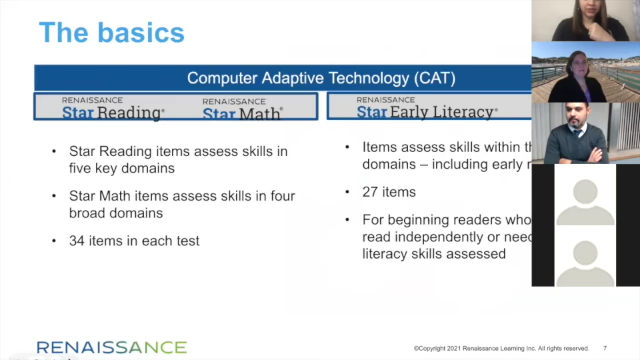 The basics
Computer Adaptive Technology (CAT)
RENAISSANCE
Star Reading®
RENAISSANCE
Star Math®
RENAISSANCE
Star Early Literacy®
• Star Reading items assess skills in
five key domains
• Star Math items assess skills in four
broad domains
• 34 items in each test
• Items assess skills within
domains – including early
• 27 items
• For beginning readers who
read independently or need
literacy skills assessed
RENAISSANCE
©Copyright 2021 Renaissance Learning Inc. All rights reserved.
7